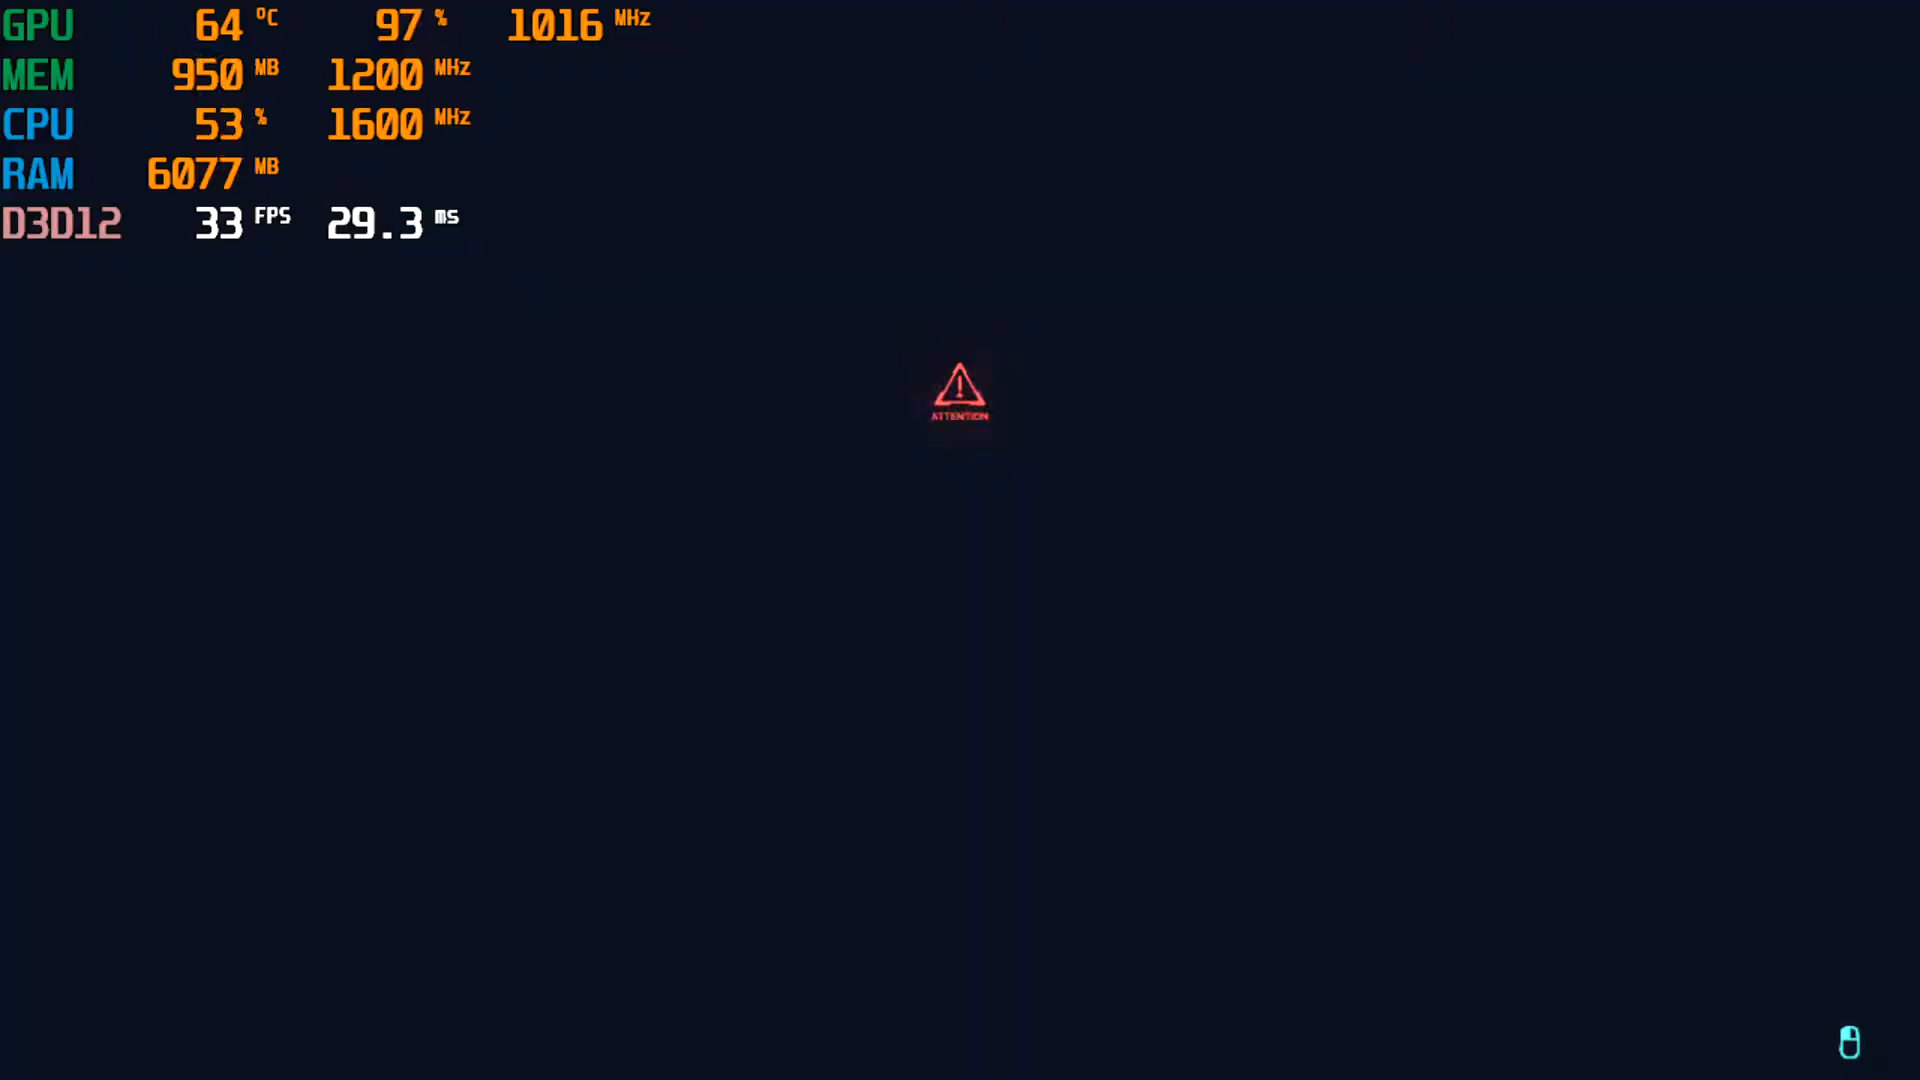 GPU 64 °C 97 % 1016 MHz
MEM 950 MB 1200 MHz
CPU 53 % 1600 MHz
RAM 6077 MB
D3D12 33 FPS 29.3 ms
ATTENTION